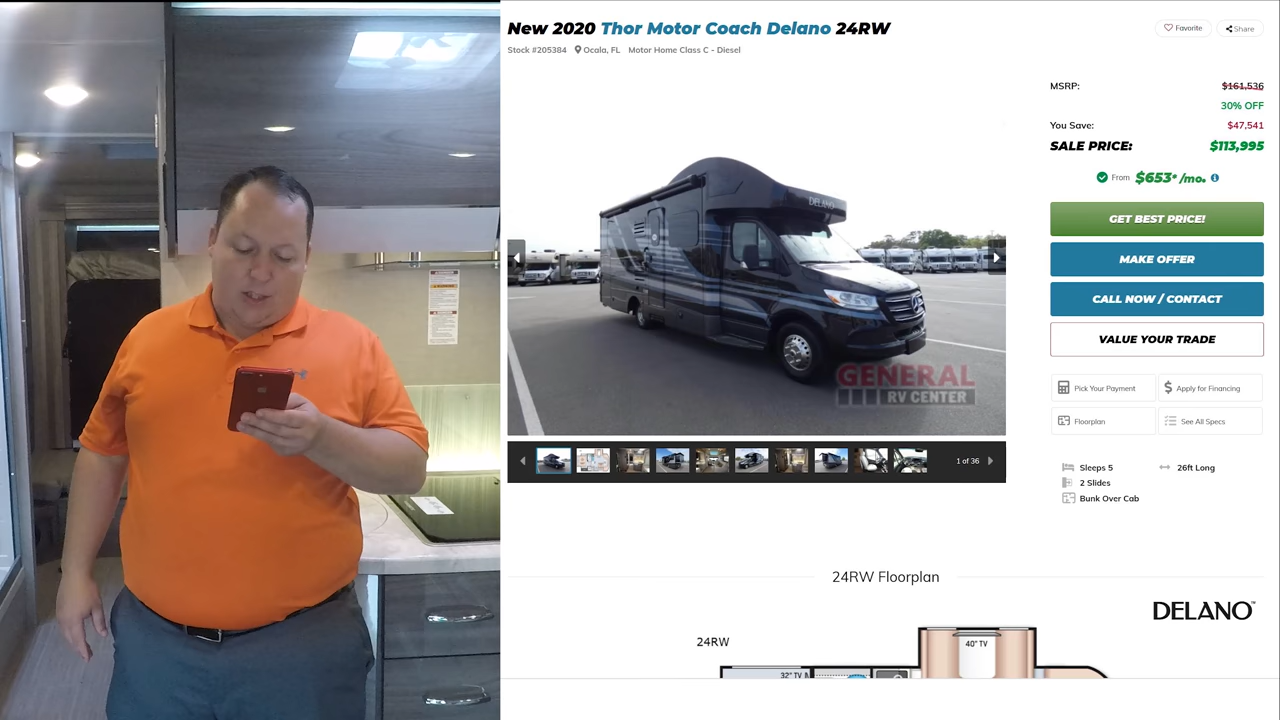 New 2020 Thor Motor Coach Delano 24RW
Favorite
Share
Stock #205384 Ocala, FL Motor Home Class C - Diesel
MSRP: $161,536
30% OFF
You Save: $47,541
SALE PRICE: $113,995
From $653* /mo.
GET BEST PRICE!
MAKE OFFER
CALL NOW / CONTACT
VALUE YOUR TRADE
Pick Your Payment
Apply for Financing
Floorplan
See All Specs
DELANO
GENERAL
RV CENTER
1 of 36
Sleeps 5
26ft Long
2 Slides
Bunk Over Cab
24RW Floorplan
DELANO™
24RW
40" TV
32" TV